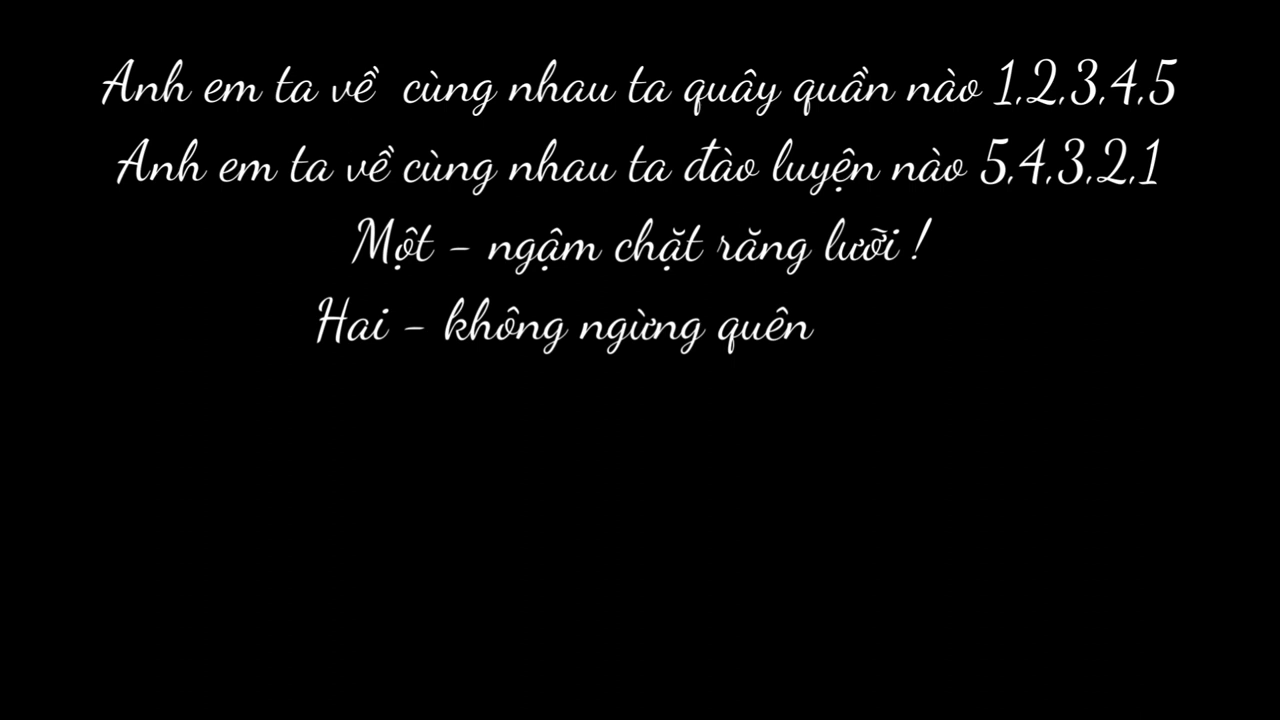 Anh em ta về cùng nhau ta quây quần nào 1,2,3,4,5
Anh em ta về cùng nhau ta đào luyện nào 5,4,3,2,1
Một - ngậm chặt răng lưỡi !
Hai - không ngừng quên